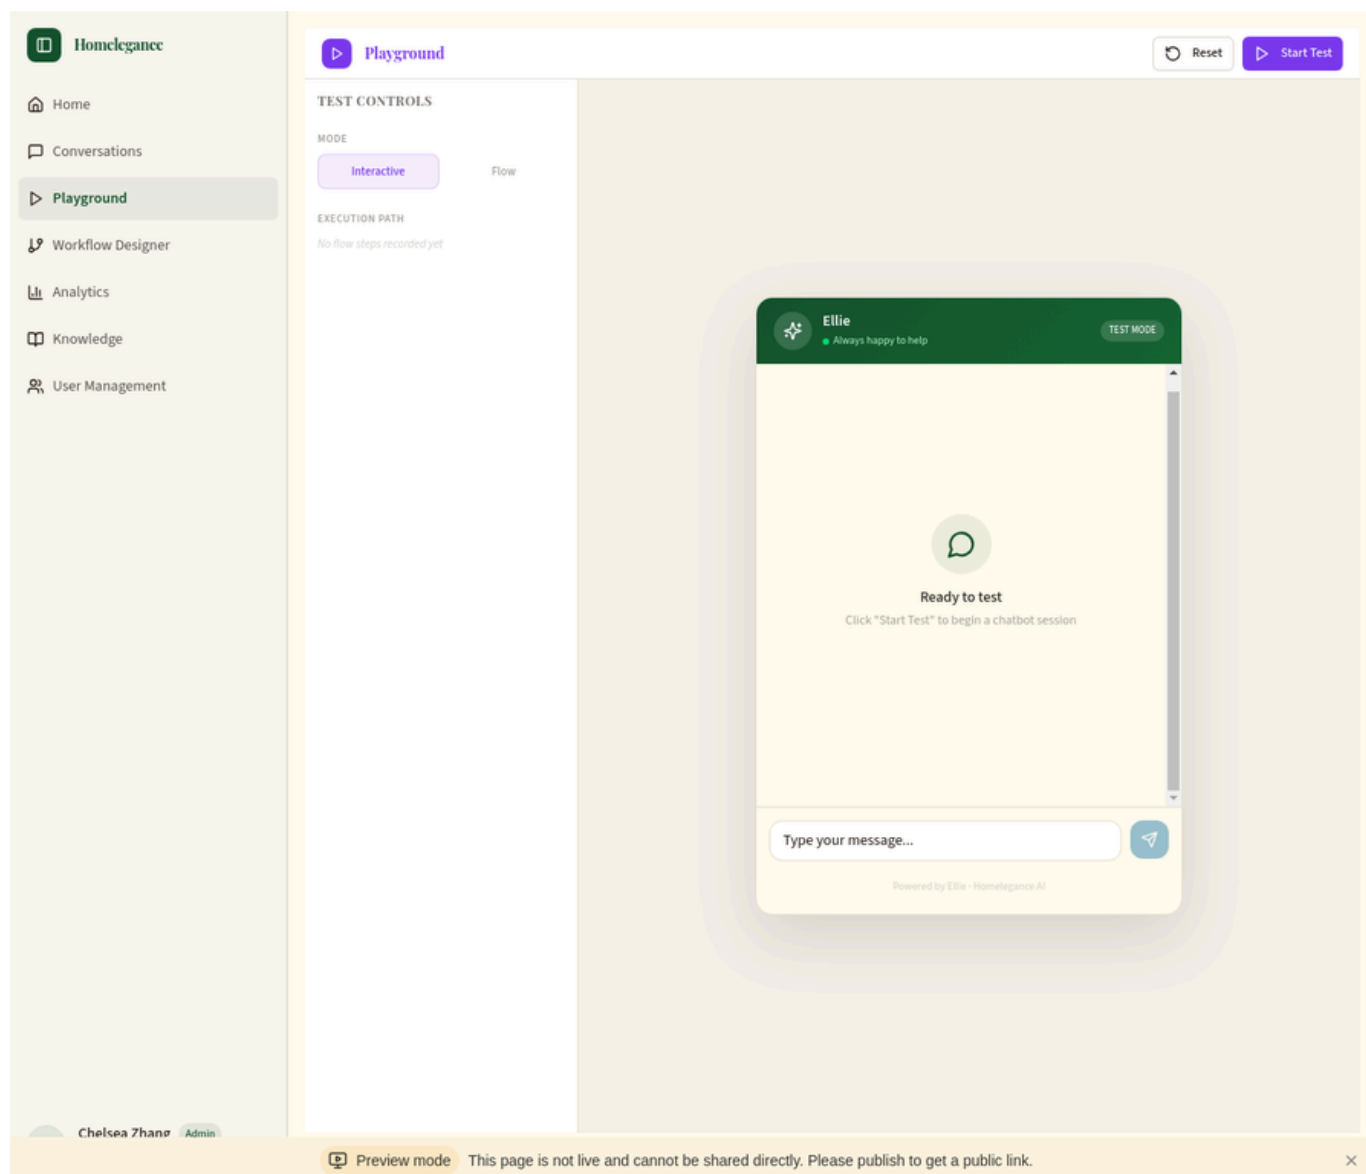 Homelegance
Home
Conversations
Playground
Workflow Designer
Analytics
Knowledge
User Management
Chelsea Zhang Admin
Playground
Reset
Start Test
TEST CONTROLS
MODE
Interactive
Flow
EXECUTION PATH
No flow steps recorded yet
Ellie
Always happy to help
TEST MODE
Ready to test
Click "Start Test" to begin a chatbot session
Type your message...
Powered by Ellie · Homelegance AI
Preview mode This page is not live and cannot be shared directly. Please publish to get a public link.